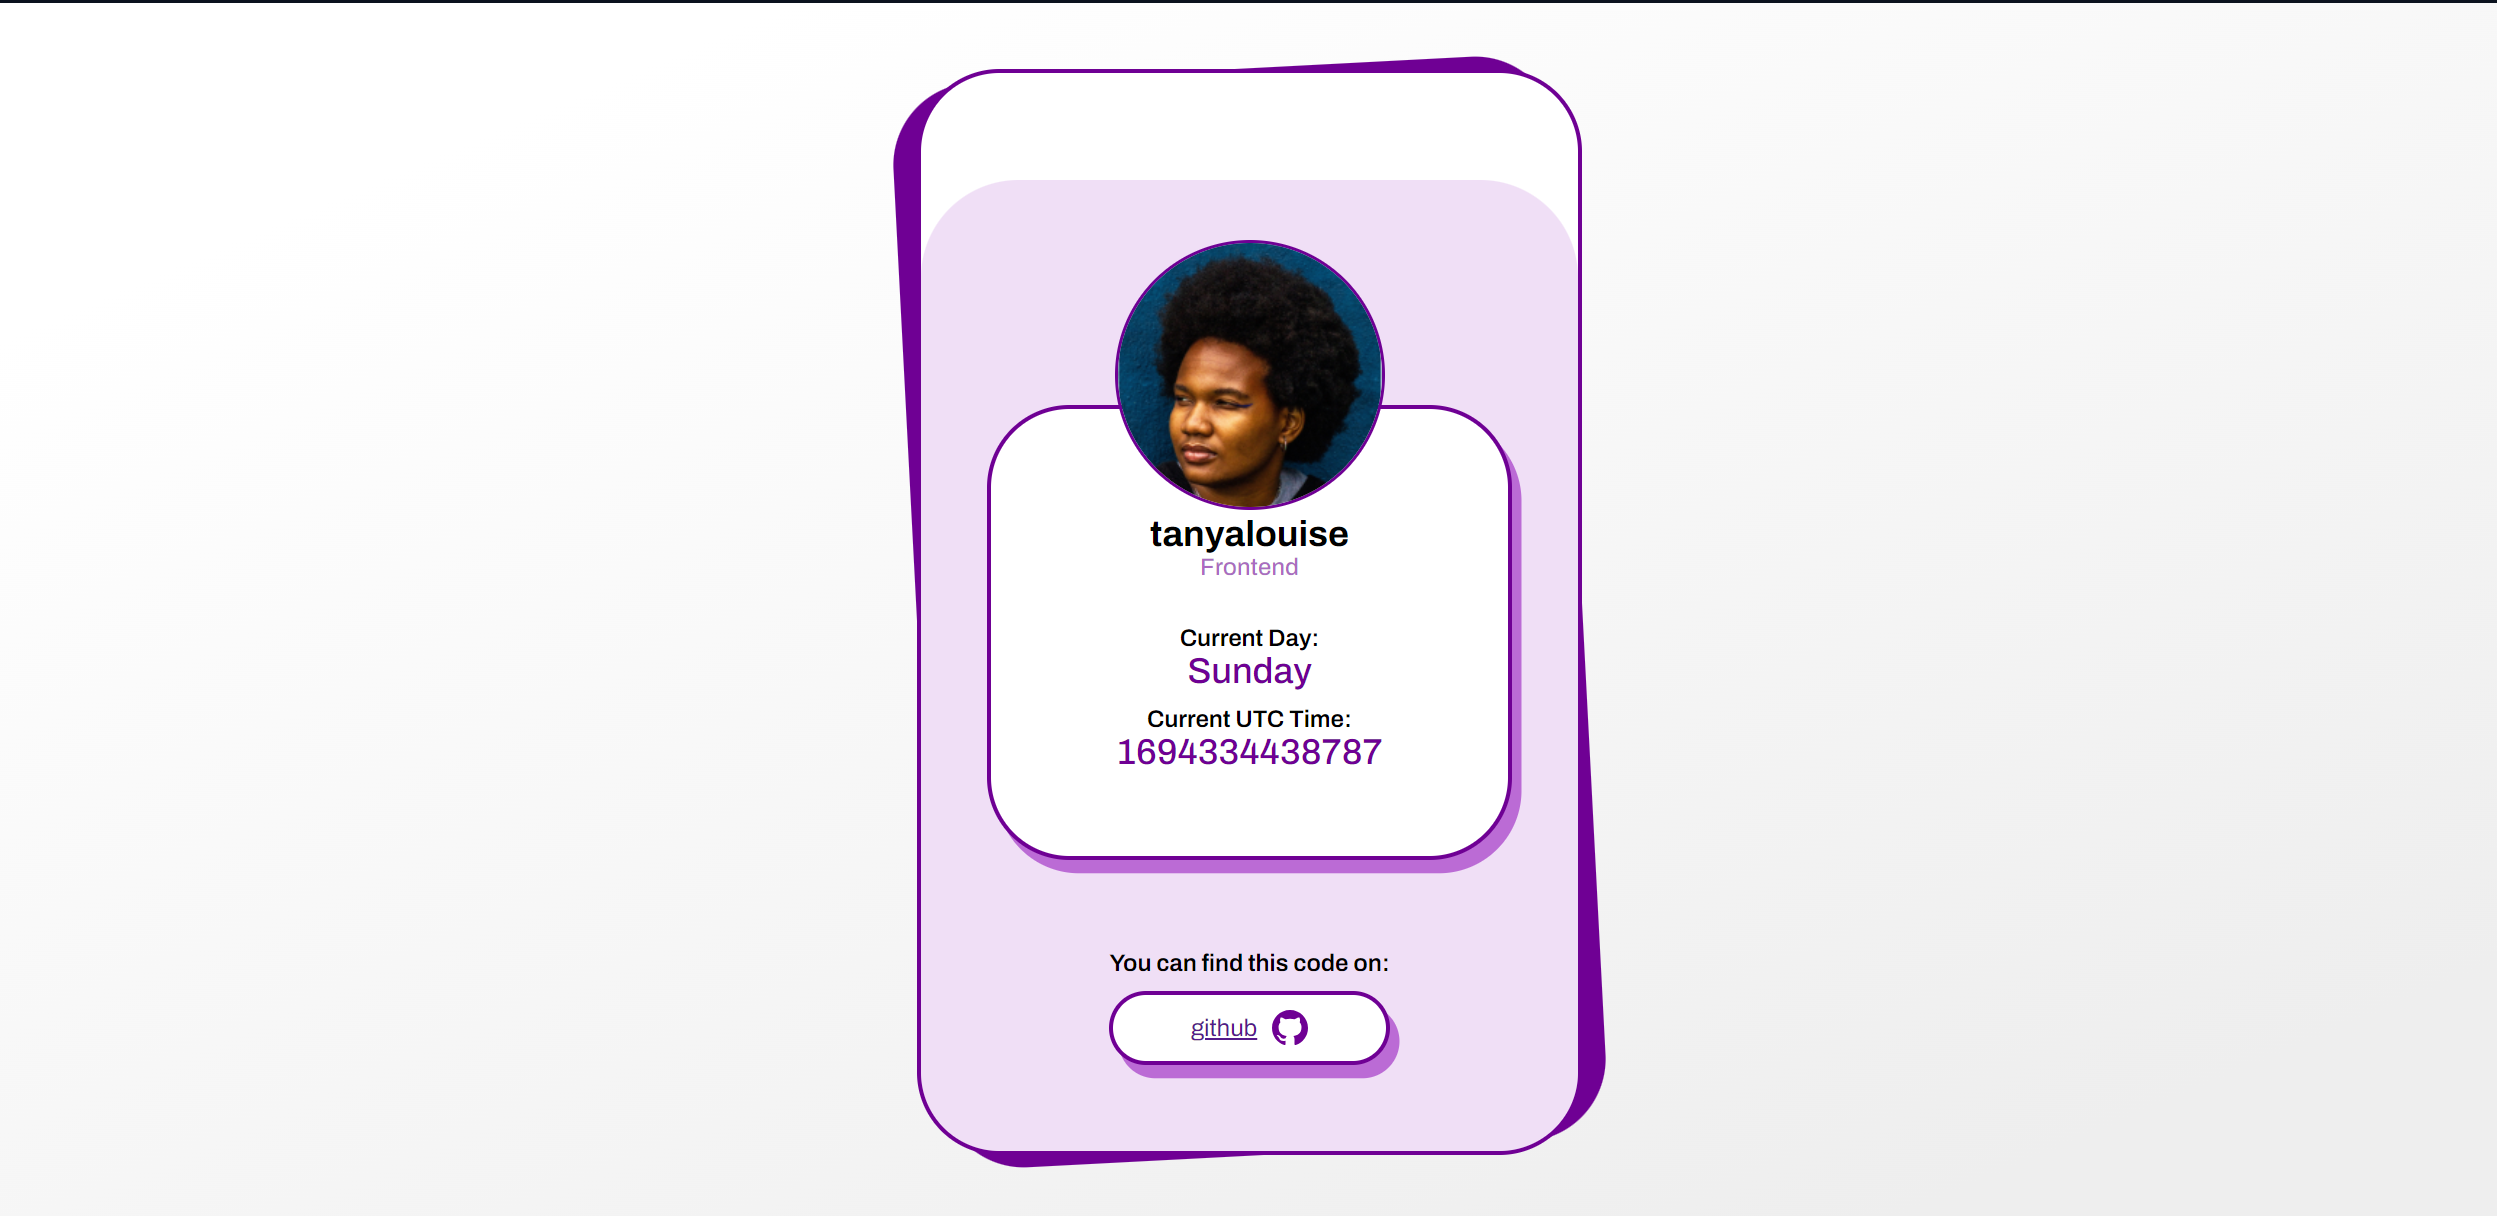 tanyalouise
Frontend
Current Day:
Sunday
Current UTC Time:
1694334438787
You can find this code on:
github